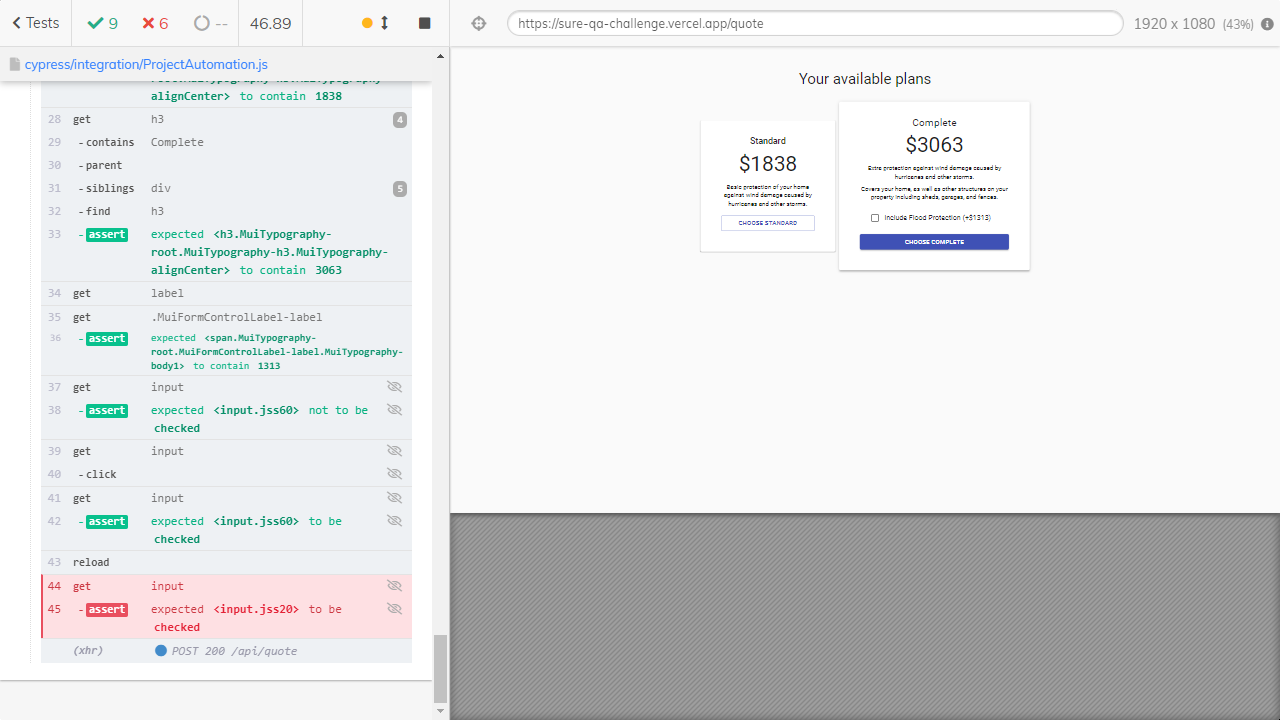 Tests
9
6
--
46.89
https://sure-qa-challenge.vercel.app/quote
1920 x 1080 (43%)
cypress/integration/ProjectAutomation.js
alignCenter> to contain 1838
28 get h3 4
29 -contains Complete
30 -parent
31 -siblings div 5
32 -find h3
33 -assert expected <h3.MuiTypography-
root.MuiTypography-h3.MuiTypography-
alignCenter> to contain 3063
34 get label
35 get .MuiFormControlLabel-label
36 -assert expected <span.MuiTypography-
root.MuiFormControlLabel-label.MuiTypography-
body1> to contain 1313
37 get input
38 -assert expected <input.jss60> not to be
checked
39 get input
40 -click
41 get input
42 -assert expected <input.jss60> to be
checked
43 reload
44 get input
45 -assert expected <input.jss20> to be
checked
(xhr) POST 200 /api/quote
Your available plans
Standard
$1838
Basic protection of your home
against wind damage caused by
hurricanes and other storms.
CHOOSE STANDARD
Complete
$3063
Extra protection against wind damage caused by
hurricanes and other storms.
Covers your home, as well as other structures on your
property including sheds, garages, and fences.
Include Flood Protection (+$1313)
CHOOSE COMPLETE